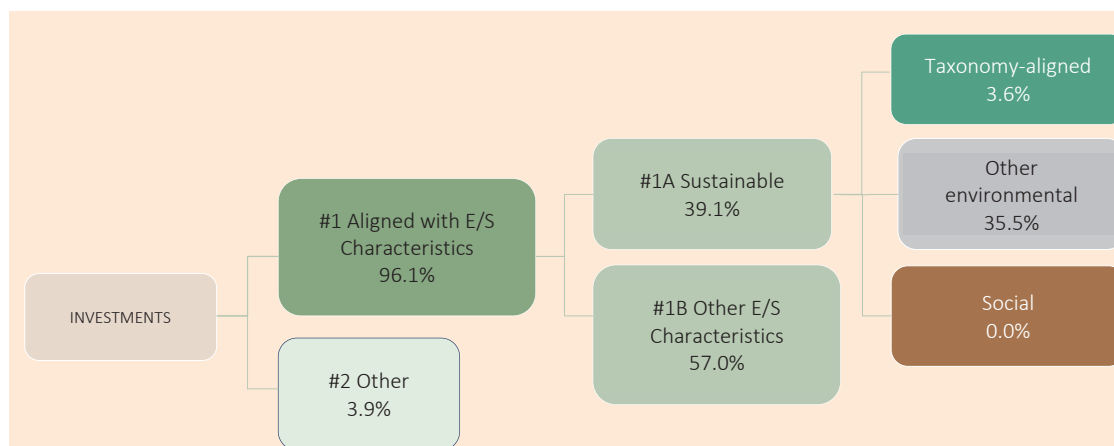 INVESTMENTS
#1 Aligned with E/S
Characteristics
96.1%
#2 Other
3.9%
#1A Sustainable
39.1%
#1B Other E/S
Characteristics
57.0%
Taxonomy-aligned
3.6%
Other
environmental
35.5%
Social
0.0%